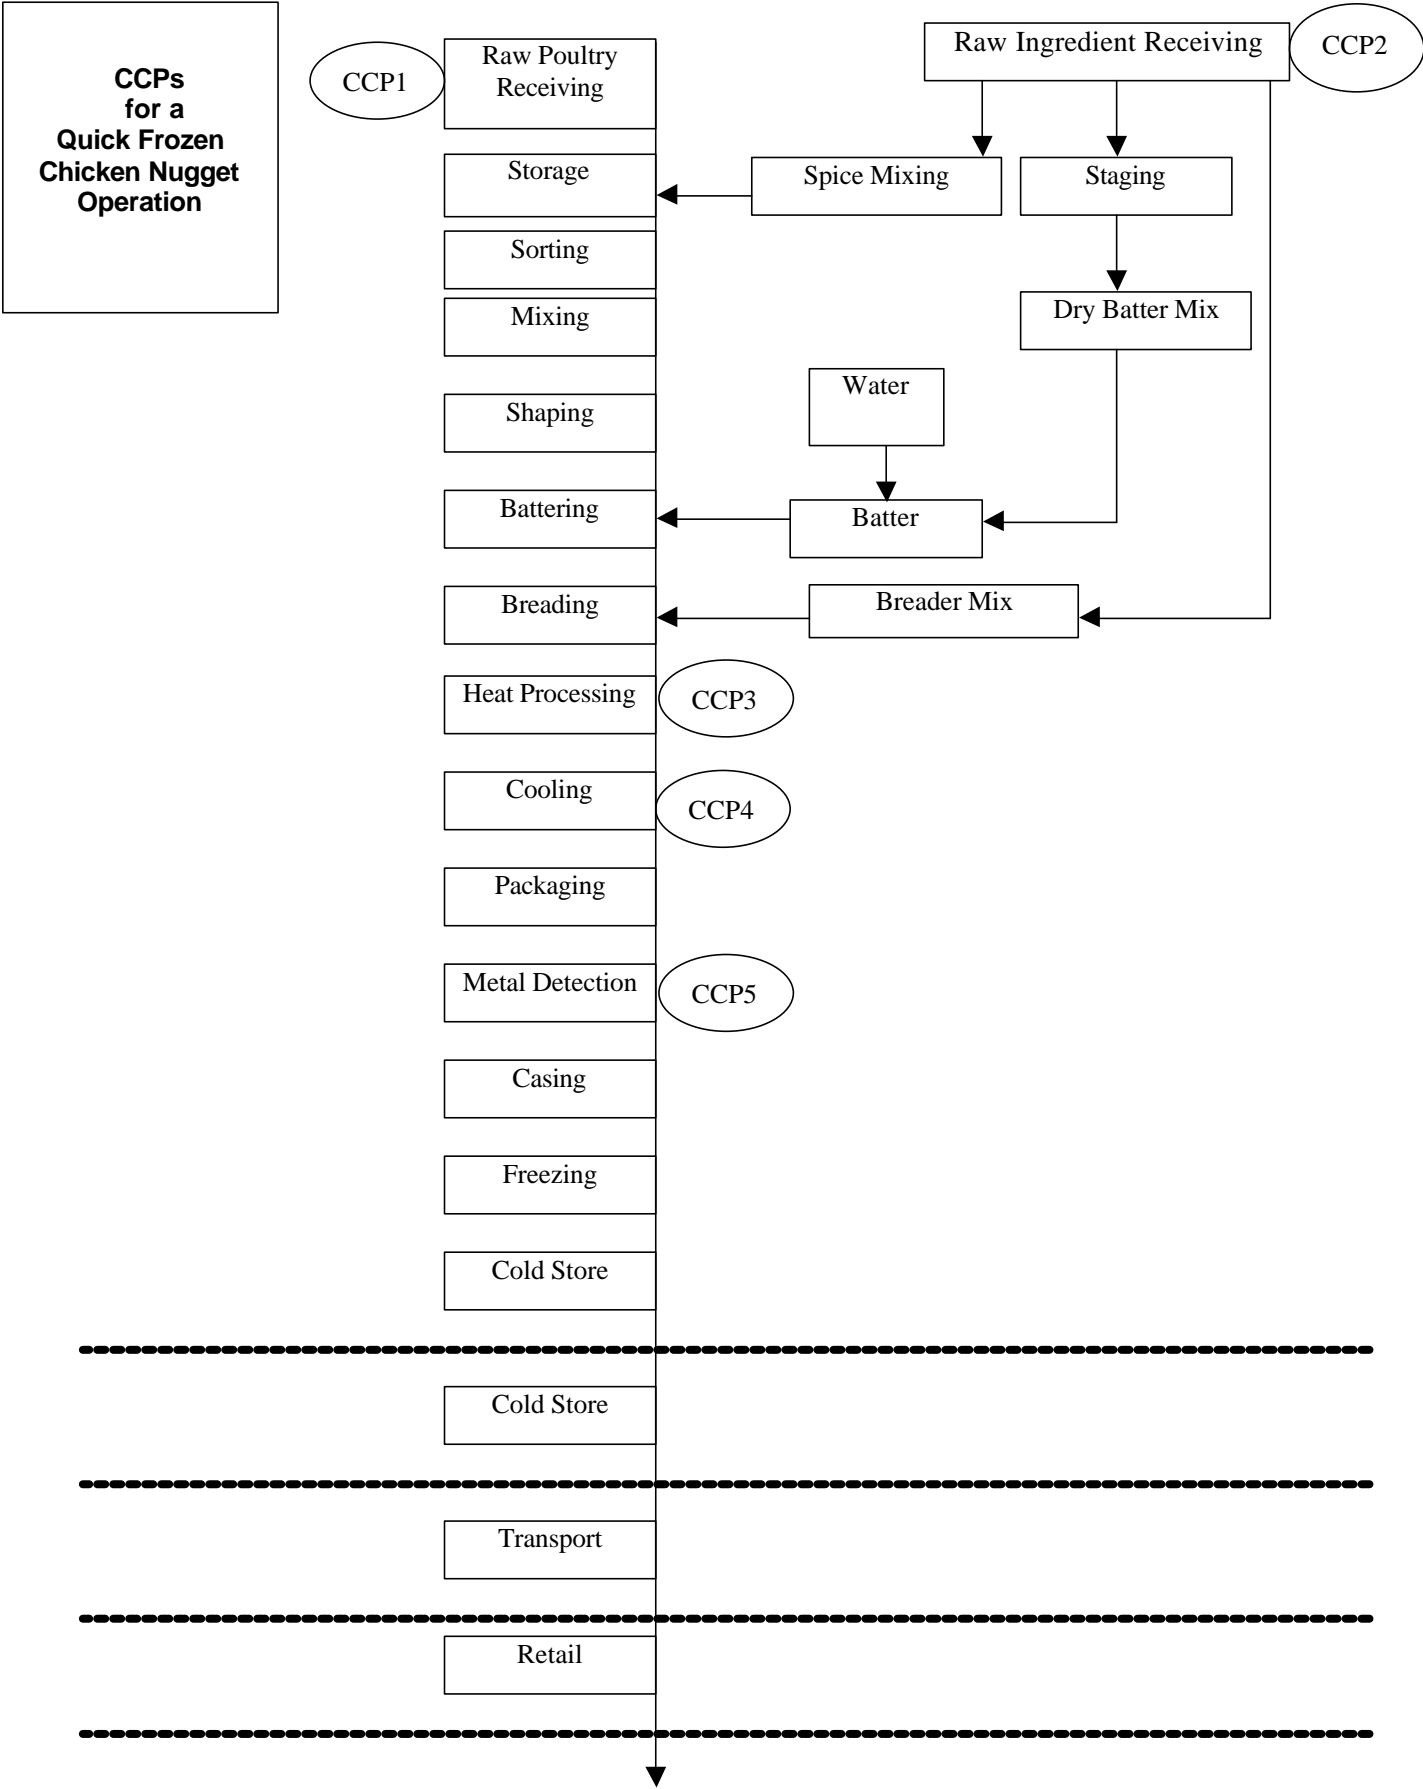 CCPs
for a
Quick Frozen
Chicken Nugget
Operation
CCP1
Raw Poultry
Receiving
Raw Ingredient Receiving
CCP2
Storage
Spice Mixing
Staging
Sorting
Mixing
Dry Batter Mix
Water
Shaping
Battering
Batter
Breading
Breader Mix
Heat Processing
CCP3
Cooling
CCP4
Packaging
Metal Detection
CCP5
Casing
Freezing
Cold Store
Cold Store
Transport
Retail